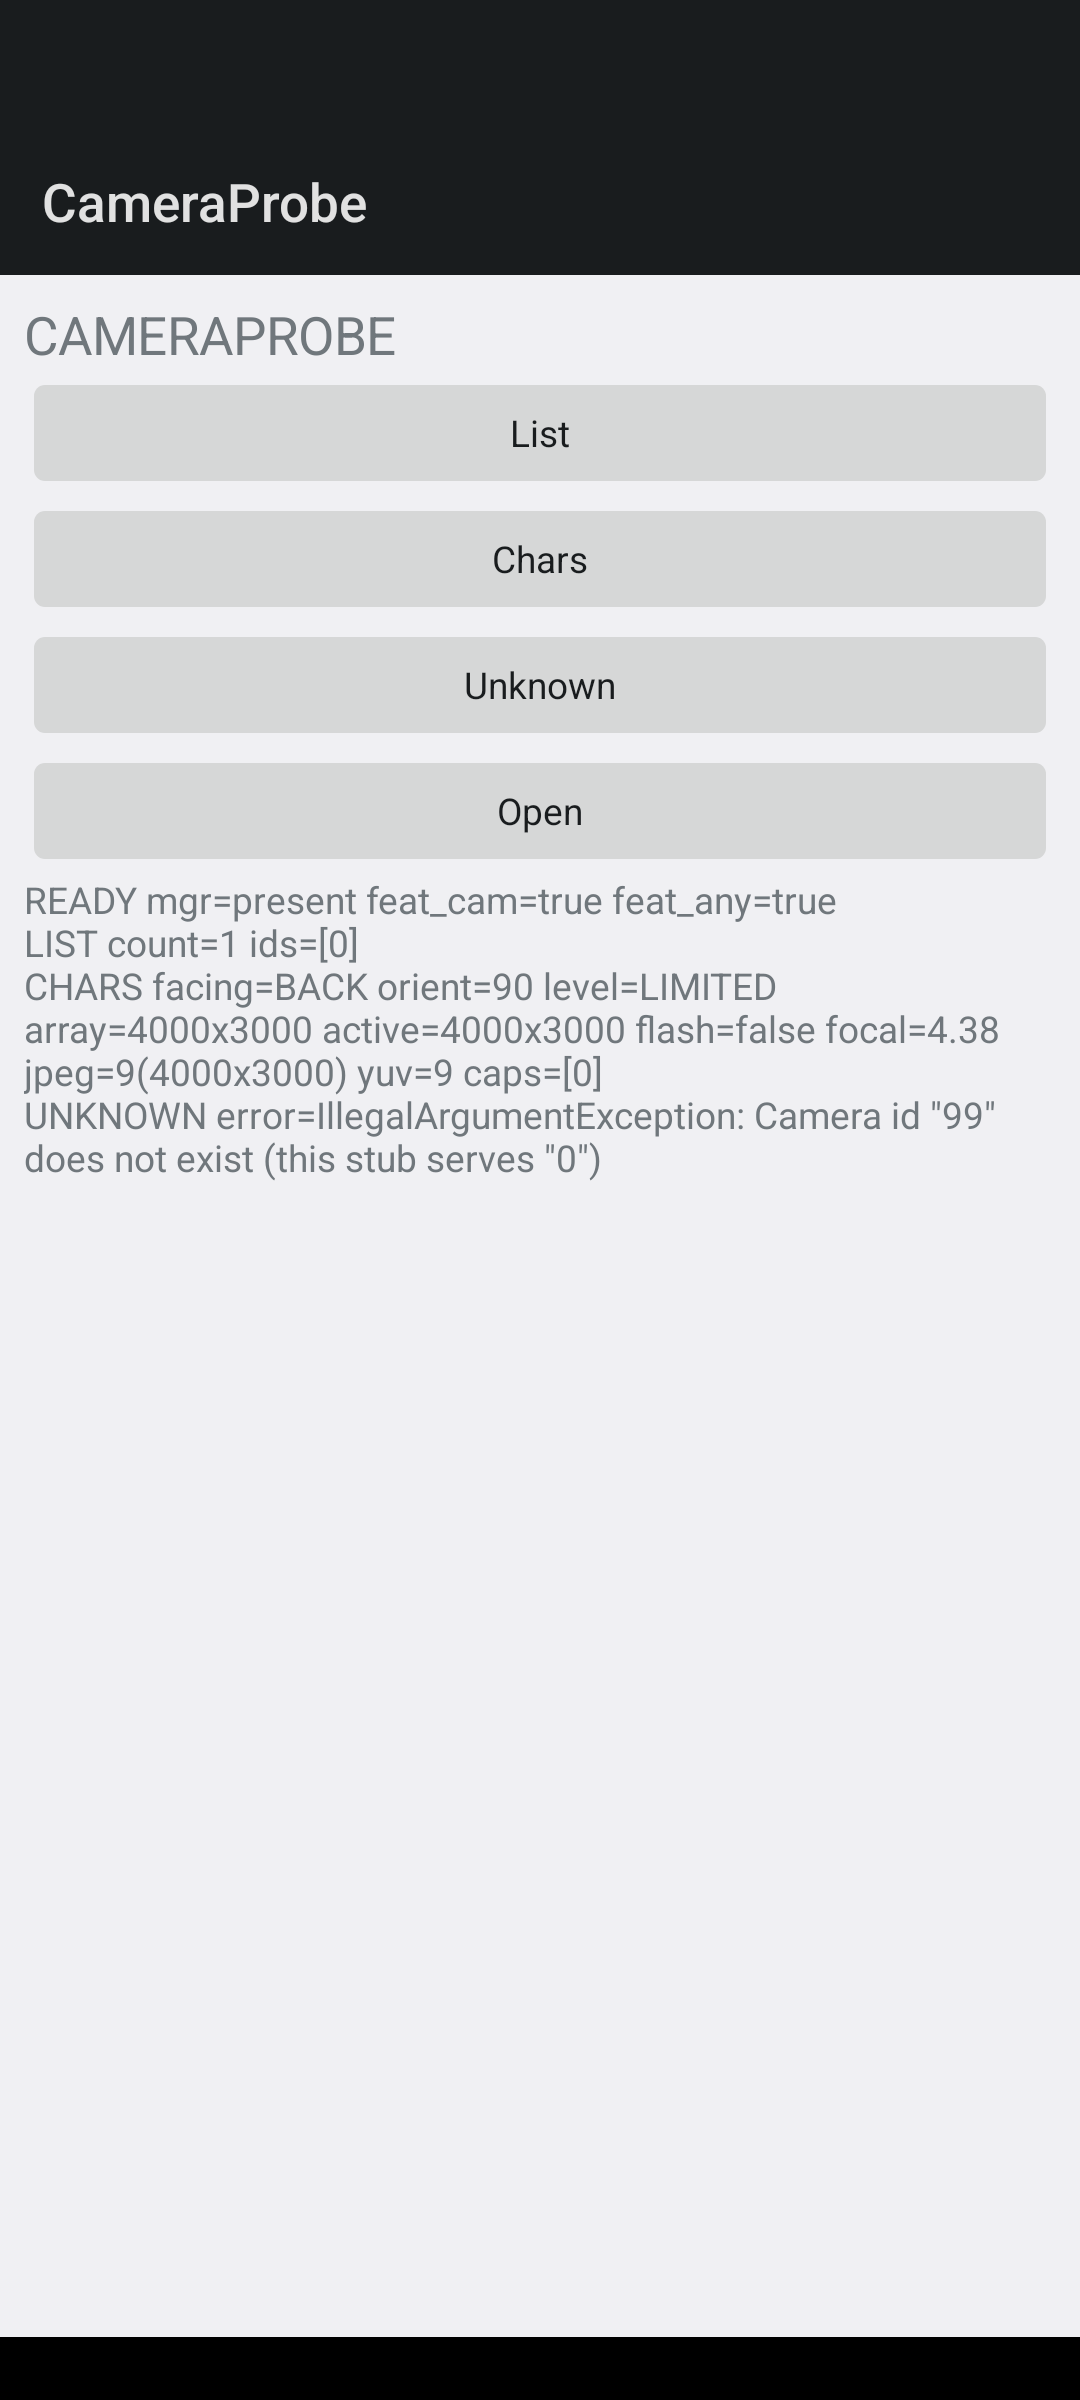 CameraProbe
CAMERAPROBE
List
Chars
Unknown
Open
READY mgr=present feat_cam=true feat_any=true
LIST count=1 ids=[0]
CHARS facing=BACK orient=90 level=LIMITED
array=4000x3000 active=4000x3000 flash=false focal=4.38
jpeg=9(4000x3000) yuv=9 caps=[0]
UNKNOWN error=IllegalArgumentException: Camera id "99"
does not exist (this stub serves "0")